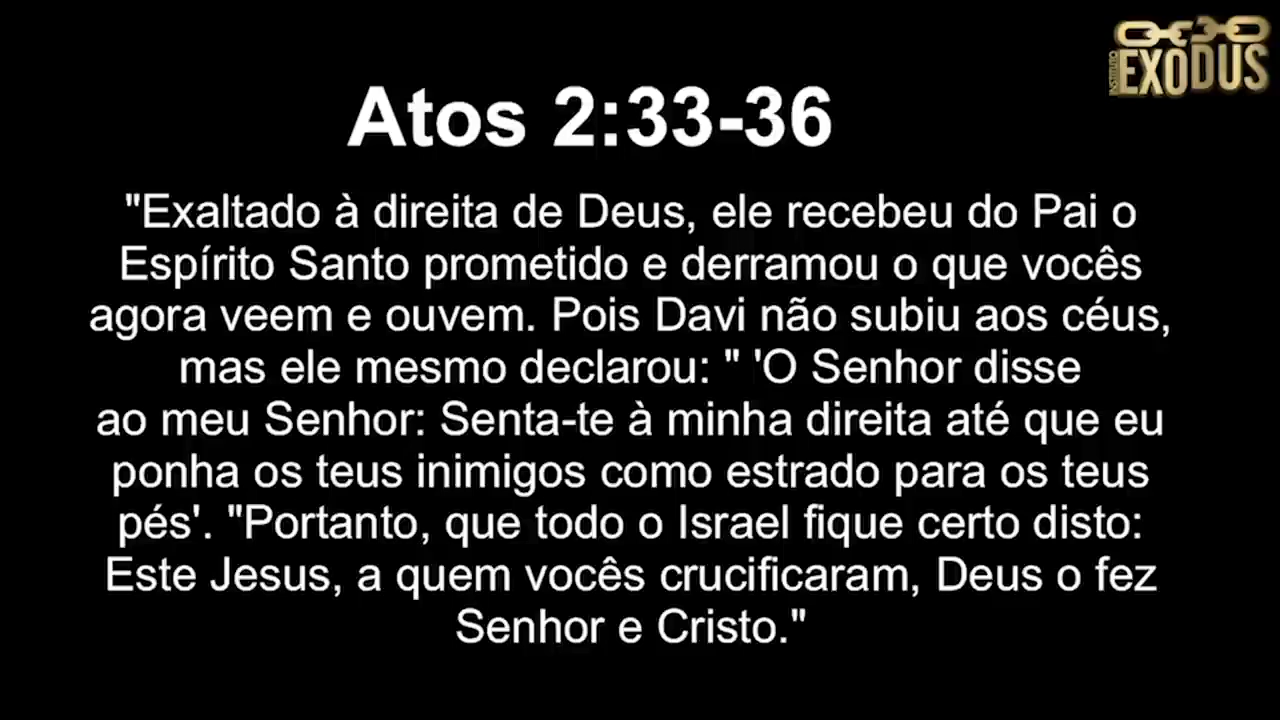 INSTITUTO
EXODUS
Atos 2:33-36
"Exaltado à direita de Deus, ele recebeu do Pai o
Espírito Santo prometido e derramou o que vocês
agora veem e ouvem. Pois Davi não subiu aos céus,
mas ele mesmo declarou: " 'O Senhor disse
ao meu Senhor: Senta-te à minha direita até que eu
ponha os teus inimigos como estrado para os teus
pés'. "Portanto, que todo o Israel fique certo disto:
Este Jesus, a quem vocês crucificaram, Deus o fez
Senhor e Cristo."